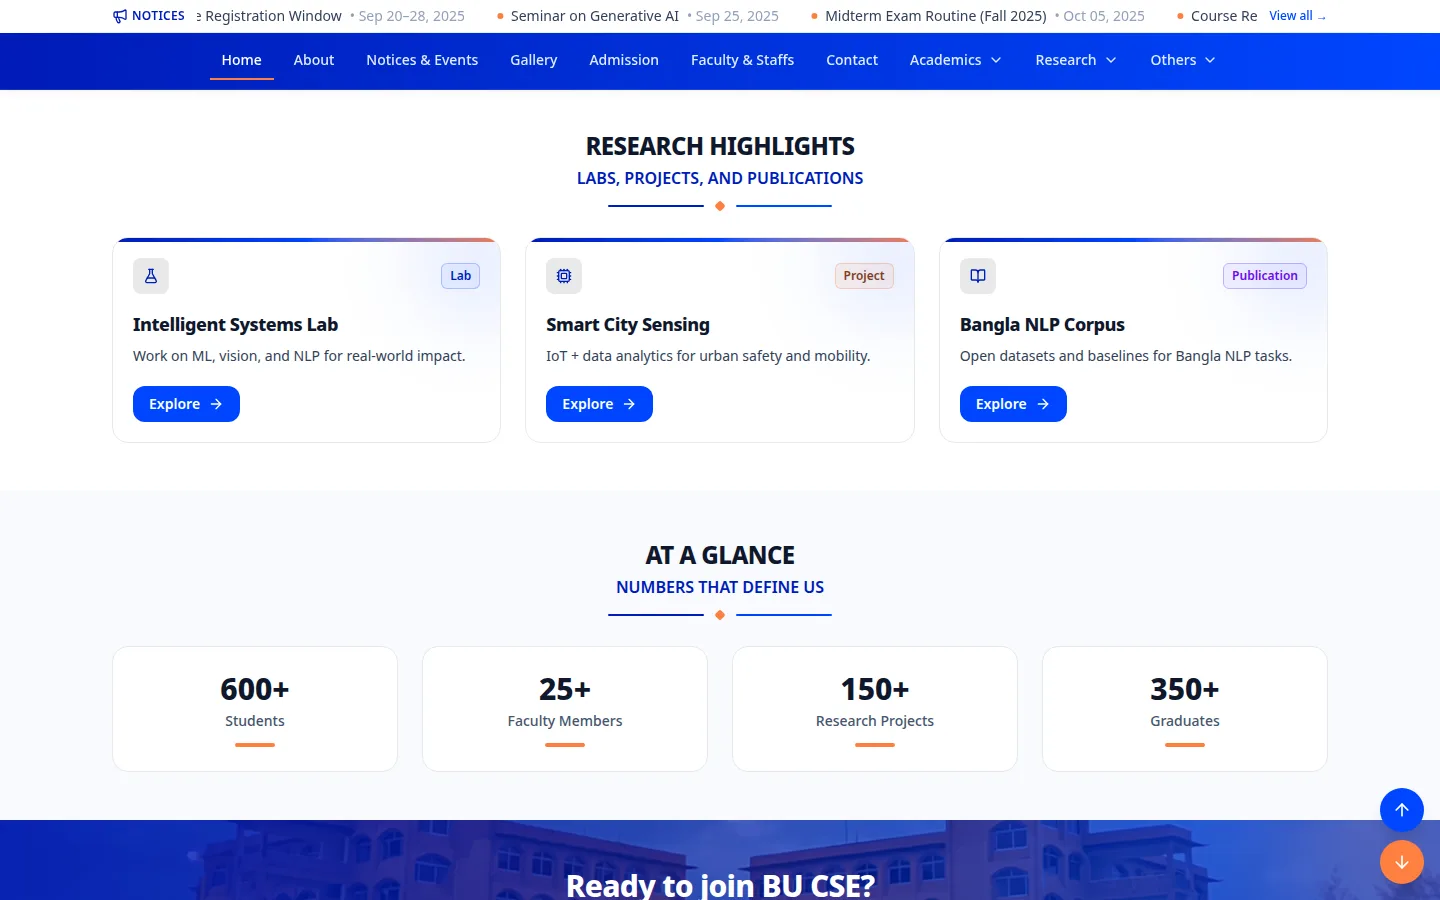 NOTICES e Registration Window • Sep 20–28, 2025 Seminar on Generative AI • Sep 25, 2025 Midterm Exam Routine (Fall 2025) • Oct 05, 2025 Course Re View all →
Home About Notices & Events Gallery Admission Faculty & Staffs Contact Academics Research Others
RESEARCH HIGHLIGHTS
LABS, PROJECTS, AND PUBLICATIONS
Lab
Intelligent Systems Lab
Work on ML, vision, and NLP for real-world impact.
Explore
Project
Smart City Sensing
IoT + data analytics for urban safety and mobility.
Explore
Publication
Bangla NLP Corpus
Open datasets and baselines for Bangla NLP tasks.
Explore
AT A GLANCE
NUMBERS THAT DEFINE US
600+
Students
25+
Faculty Members
150+
Research Projects
350+
Graduates
Ready to join BU CSE?